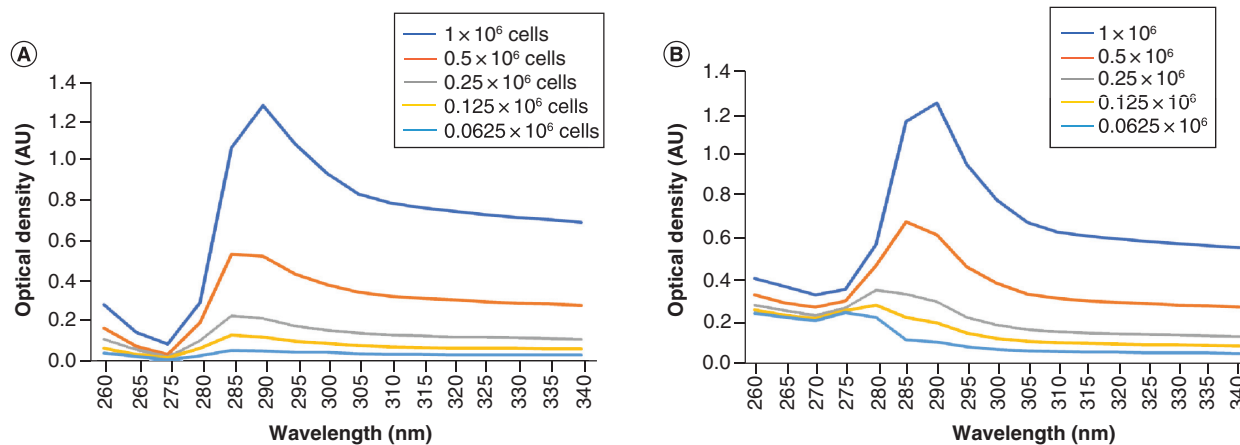 A
1 × 10⁶ cells
0.5 × 10⁶ cells
0.25 × 10⁶ cells
0.125 × 10⁶ cells
0.0625 × 10⁶ cells
Optical density (AU)
1.4
1.2
1.0
0.8
0.6
0.4
0.2
0.0
260 265 275 280 285 290 295 300 305 310 315 320 325 330 335 340
Wavelength (nm)
B
1 × 10⁶
0.5 × 10⁶
0.25 × 10⁶
0.125 × 10⁶
0.0625 × 10⁶
Optical density (AU)
1.4
1.2
1.0
0.8
0.6
0.4
0.2
0.0
260 265 270 275 280 285 290 295 300 305 310 315 320 325 330 335 340
Wavelength (nm)